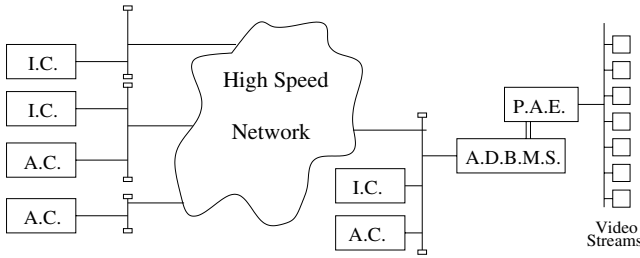 I.C.
I.C.
A.C.
A.C.
High Speed
Network
I.C.
A.C.
P.A.E.
A.D.B.M.S.
Video
Streams